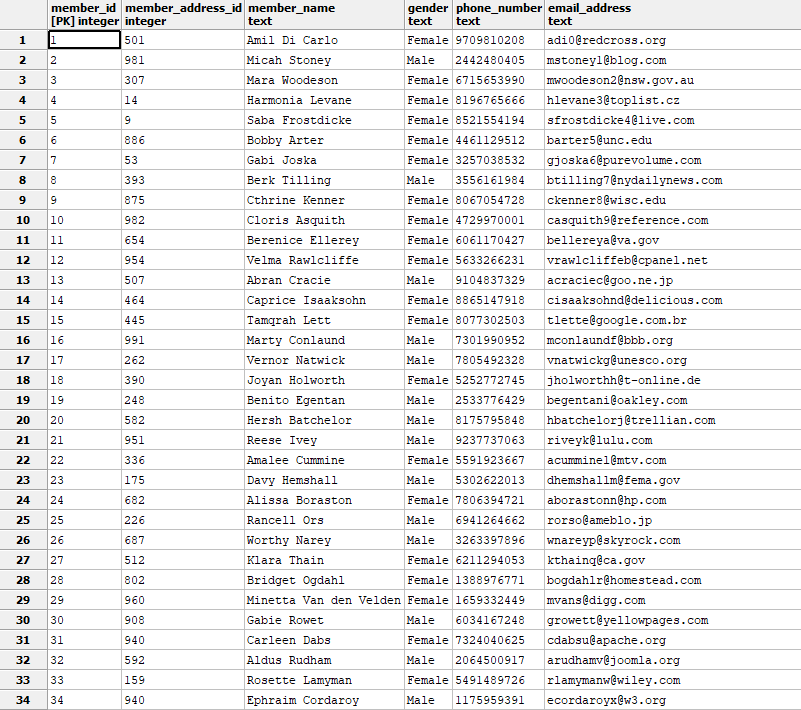 member_id member_address_id member_name gender phone_number email_address
[PK] integer integer text text text text
1 1 501 Amil Di Carlo Female 9709810208 adi0@redcross.org
2 2 981 Micah Stoney Male 2442480405 mstoney1@blog.com
3 3 307 Mara Woodeson Female 6715653990 mwoodeson2@nsw.gov.au
4 4 14 Harmonia Levane Female 8196765666 hlevane3@toplist.cz
5 5 9 Saba Frostdicke Female 8521554194 sfrostdicke4@live.com
6 6 886 Bobby Arter Female 4461129512 barter5@unc.edu
7 7 53 Gabi Joska Female 3257038532 gjoska6@purevolume.com
8 8 393 Berk Tilling Male 3556161984 btilling7@nydailynews.com
9 9 875 Cthrine Kenner Female 8067054728 ckenner8@wisc.edu
10 10 982 Cloris Asquith Female 4729970001 casquith9@reference.com
11 11 654 Berenice Ellerey Female 6061170427 bellereya@va.gov
12 12 954 Velma Rawlcliffe Female 5633266231 vrawlcliffeb@cpanel.net
13 13 507 Abran Cracie Male 9104837329 acraciec@goo.ne.jp
14 14 464 Caprice Isaaksohn Female 8865147918 cisaaksohnd@delicious.com
15 15 445 Tamqrah Lett Female 8077302503 tlette@google.com.br
16 16 991 Marty Conlaund Male 7301990952 mconlaundf@bbb.org
17 17 262 Vernor Natwick Male 7805492328 vnatwickg@unesco.org
18 18 390 Joyan Holworth Female 5252772745 jholworthh@t-online.de
19 19 248 Benito Egentan Male 2533776429 begentani@oakley.com
20 20 582 Hersh Batchelor Male 8175795848 hbatchelorj@trellian.com
21 21 951 Reese Ivey Male 9237737063 riveyk@lulu.com
22 22 336 Amalee Cummine Female 5591923667 acumminel@mtv.com
23 23 175 Davy Hemshall Male 5302622013 dhemshallm@fema.gov
24 24 682 Alissa Boraston Female 7806394721 aborastonn@hp.com
25 25 226 Rancell Ors Male 6941264662 rorso@ameblo.jp
26 26 687 Worthy Narey Male 3263397896 wnareyp@skyrock.com
27 27 512 Klara Thain Female 6211294053 kthainq@ca.gov
28 28 802 Bridget Ogdahl Female 1388976771 bogdahlr@homestead.com
29 29 960 Minetta Van den Velden Female 1659332449 mvans@digg.com
30 30 908 Gabie Rowet Male 6034167248 growett@yellowpages.com
31 31 940 Carleen Dabs Female 7324040625 cdabsu@apache.org
32 32 592 Aldus Rudham Male 2064500917 arudhamv@joomla.org
33 33 159 Rosette Lamyman Female 5491489726 rlamymanw@wiley.com
34 34 940 Ephraim Cordaroy Male 1175959391 ecordaroyx@w3.org